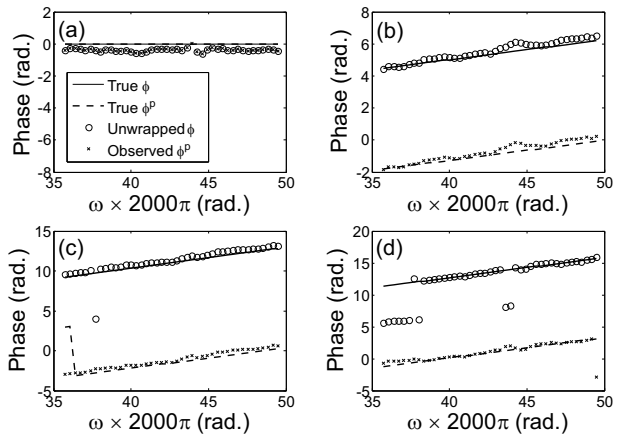 (a)
Phase (rad.)
2
0
-2
-4
-6
-8
True ϕ
True ϕᵖ
Unwrapped ϕ
Observed ϕᵖ
35 40 45 50
ω × 2000π (rad.)
(b)
Phase (rad.)
8
6
4
2
0
-2
35 40 45 50
ω × 2000π (rad.)
(c)
Phase (rad.)
15
10
5
0
-5
35 40 45 50
ω × 2000π (rad.)
(d)
Phase (rad.)
20
15
10
5
0
-5
35 40 45 50
ω × 2000π (rad.)